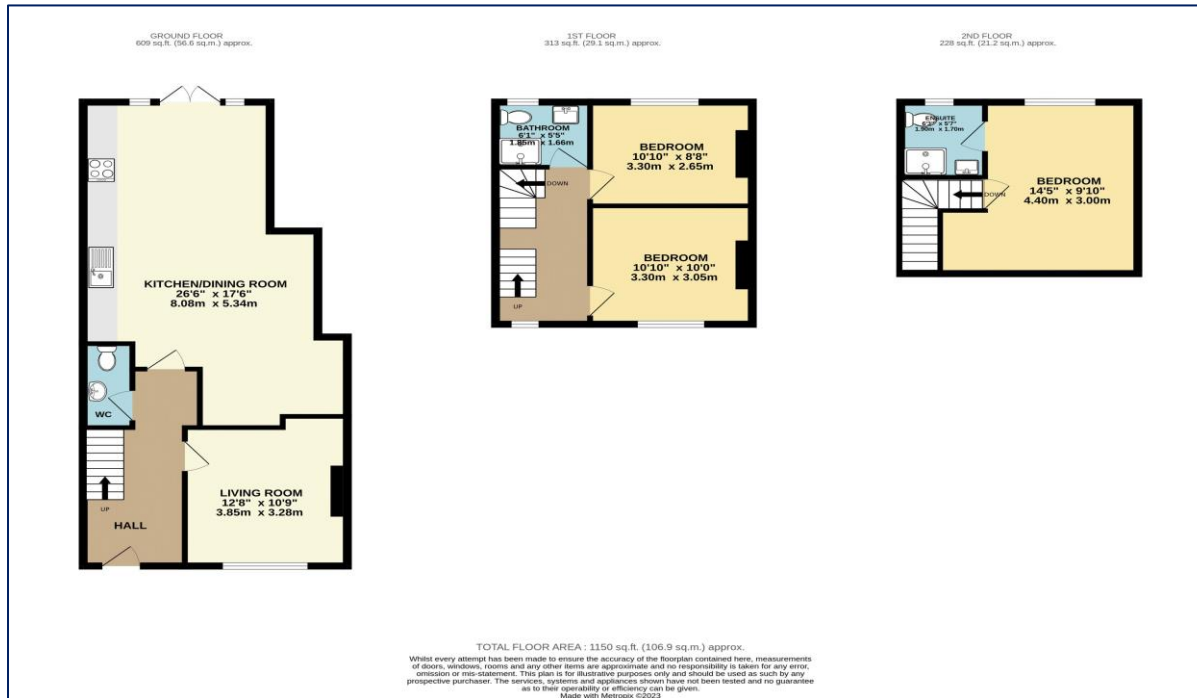 GROUND FLOOR
609 sq.ft. (56.6 sq.m.) approx.
1ST FLOOR
313 sq.ft. (29.1 sq.m.) approx.
2ND FLOOR
228 sq.ft. (21.2 sq.m.) approx.
KITCHEN/DINING ROOM
26'6" x 17'6"
8.08m x 5.34m
WC
UP
HALL
LIVING ROOM
12'8" x 10'9"
3.85m x 3.28m
BATHROOM
6'1" x 5'5"
1.85m x 1.66m
DOWN
BEDROOM
10'10" x 8'8"
3.30m x 2.65m
BEDROOM
10'10" x 10'0"
3.30m x 3.05m
UP
ENSUITE
x 5'7"
1.90m x 1.70m
DOWN
BEDROOM
14'5" x 9'10"
4.40m x 3.00m
TOTAL FLOOR AREA : 1150 sq.ft. (106.9 sq.m.) approx.
Whilst every attempt has been made to ensure the accuracy of the floorplan contained here, measurements
of doors, windows, rooms and any other items are approximate and no responsibility is taken for any error,
omission or mis-statement. This plan is for illustrative purposes only and should be used as such by any
prospective purchaser. The services, systems and appliances shown have not been tested and no guarantee
as to their operability or efficiency can be given.
Made with Metropix ©2023